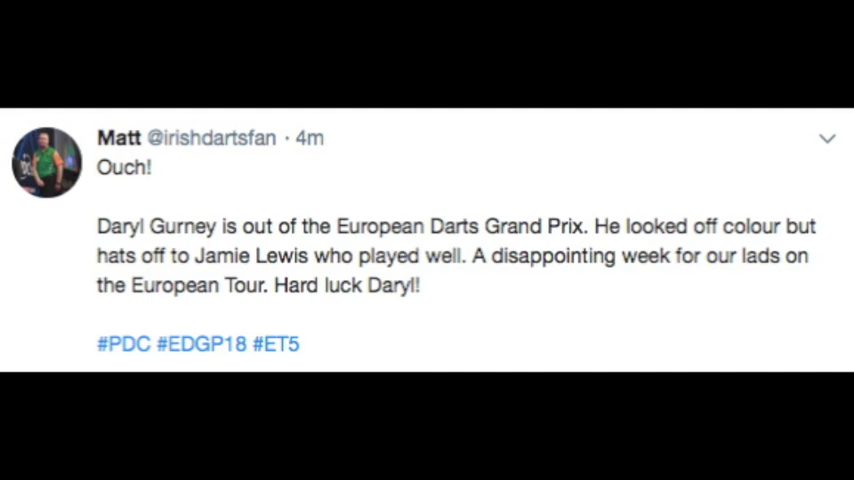 Matt @irishdartsfan · 4m
Ouch!
Daryl Gurney is out of the European Darts Grand Prix. He looked off colour but
hats off to Jamie Lewis who played well. A disappointing week for our lads on
the European Tour. Hard luck Daryl!
#PDC #EDGP18 #ET5